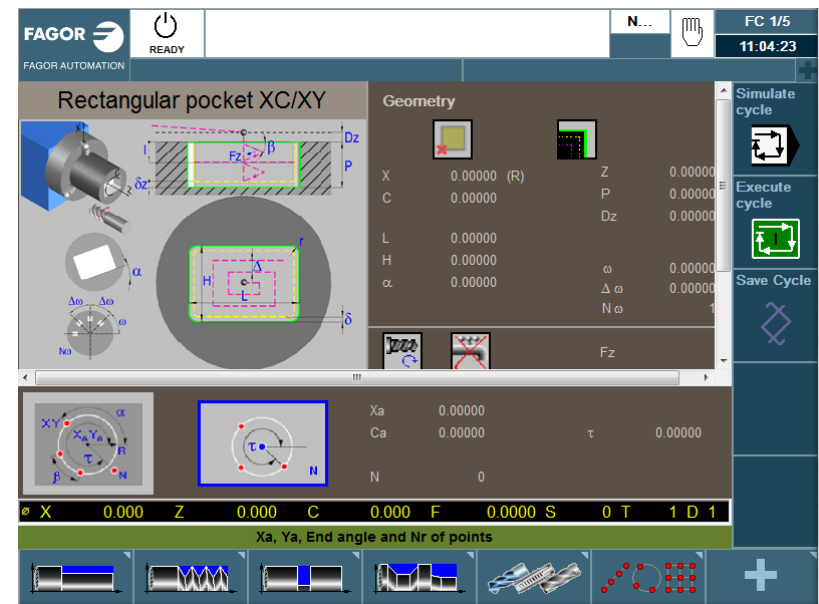 FAGOR
READY
N...
FC 1/5
11:04:23
FAGOR AUTOMATION
Rectangular pocket XC/XY
Geometry
Simulate
cycle
Execute
cycle
Save Cycle
x
c
z
I
δz
Fz
β
Dz
P
α
Δω Δω
ω
Nω
r
Δ
H
L
δ
X 0.00000 (R) Z 0.00000
C 0.00000 P 0.00000
Dz 0.00000
L 0.00000
H 0.00000 ω 0.00000
α 0.00000 Δ ω 0.00000
N ω 1
Fz
XY
α
Xa Ya
R
τ
β
N
τ
N
Xa 0.00000
Ca 0.00000 τ 0.00000
N 0
ø X 0.000 Z 0.000 C 0.000 F 0.0000 S 0 T 1 D 1
Xa, Ya, End angle and Nr of points